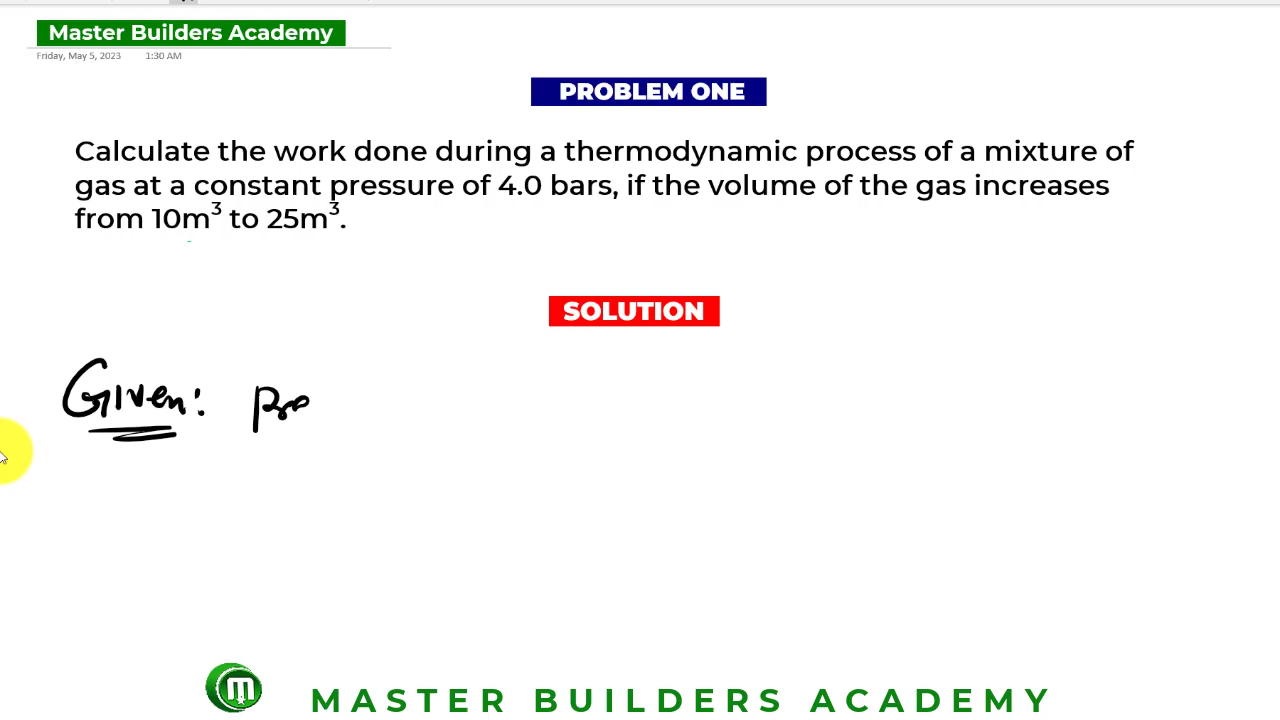 Master Builders Academy
Friday, May 5, 2023 1:30 AM
PROBLEM ONE
Calculate the work done during a thermodynamic process of a mixture of
gas at a constant pressure of 4.0 bars, if the volume of the gas increases
from 10m³ to 25m³.
SOLUTION
Given: Pre
MASTER BUILDERS ACADEMY